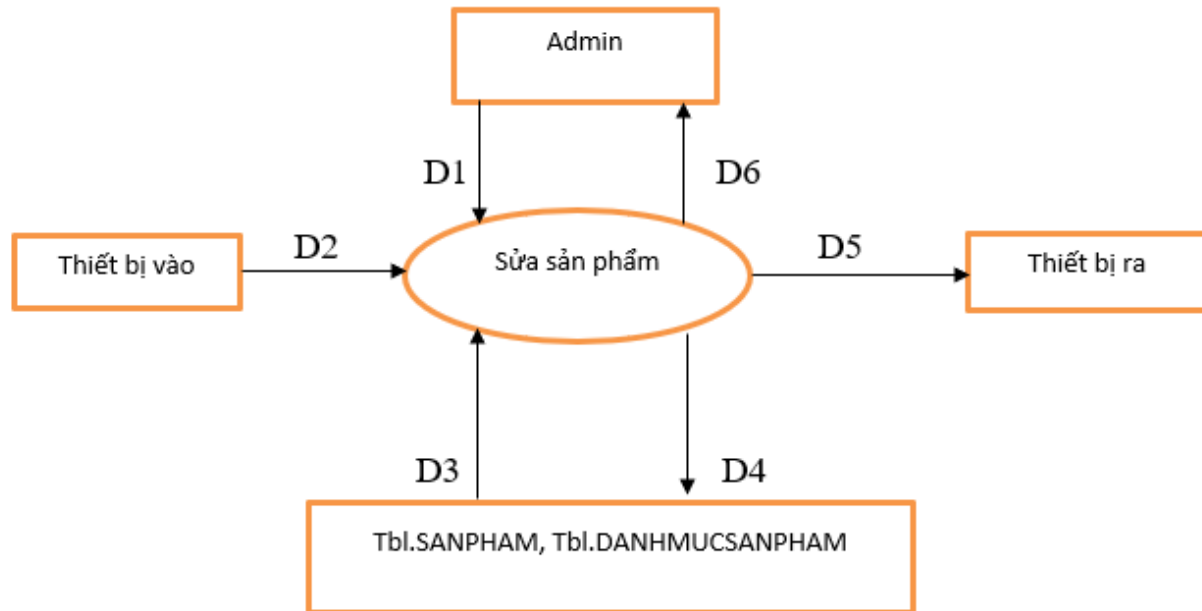 Admin
D1
D6
Thiết bị vào
D2
Sửa sản phẩm
D5
Thiết bị ra
D3
D4
Tbl.SANPHAM, Tbl.DANHMUCSANPHAM